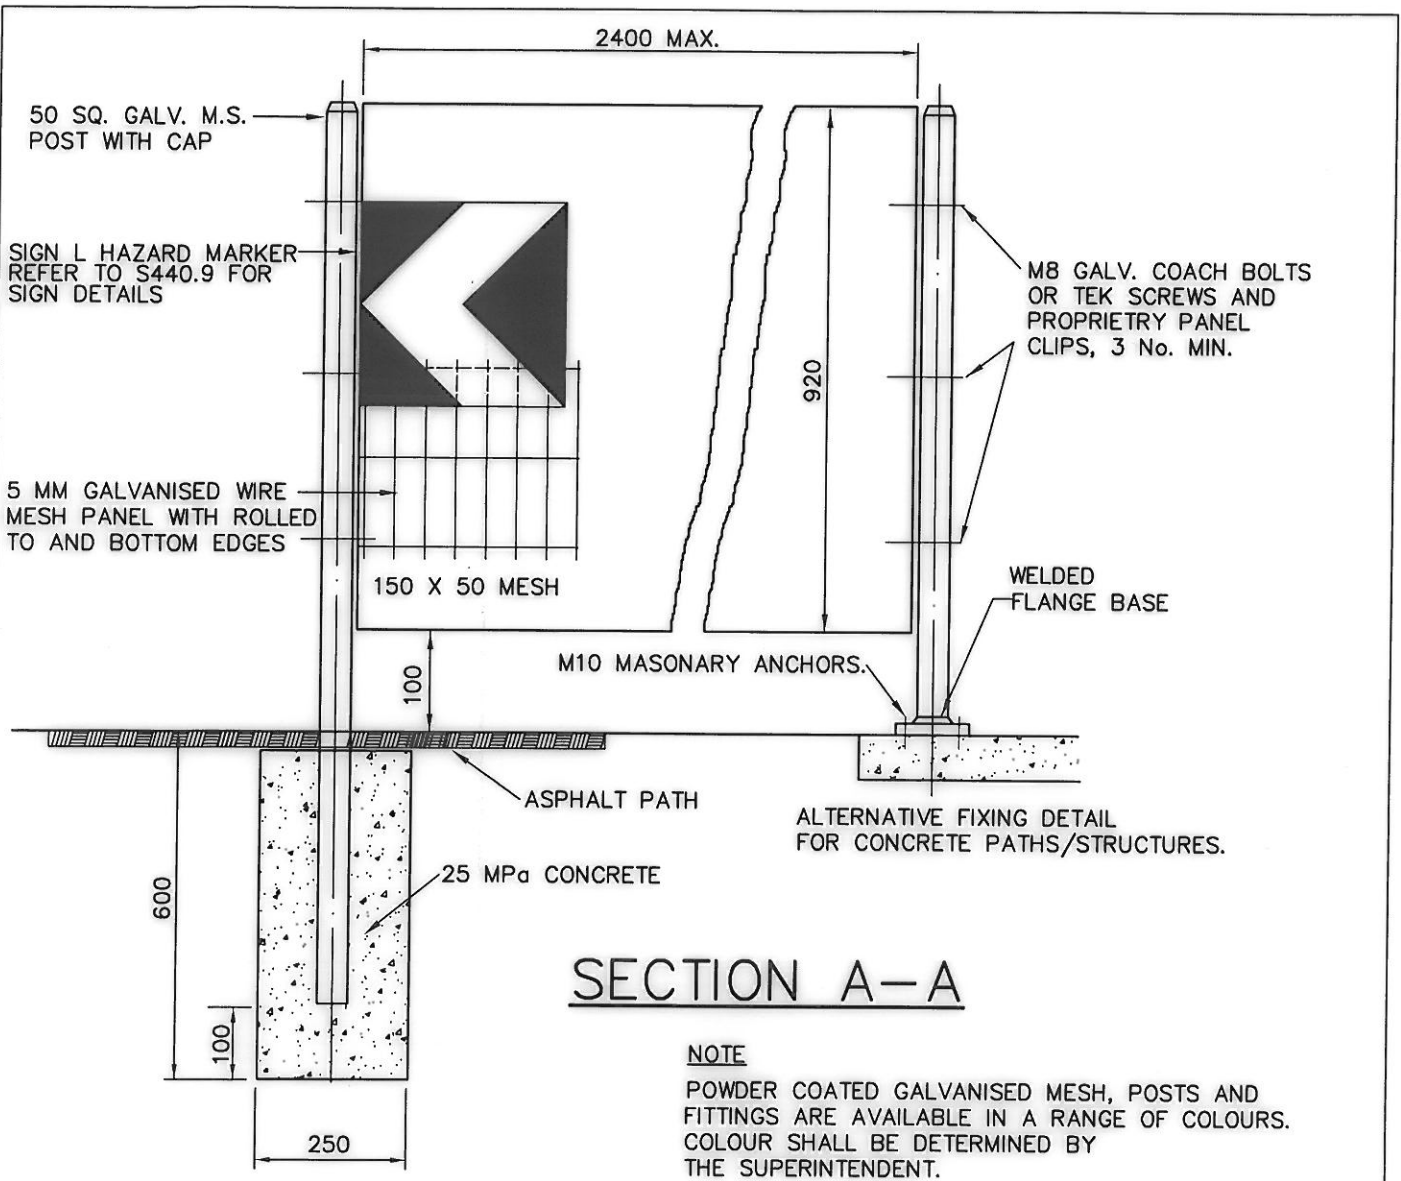 2400 MAX.
50 SQ. GALV. M.S.
POST WITH CAP
SIGN L HAZARD MARKER
REFER TO S440.9 FOR
SIGN DETAILS
M8 GALV. COACH BOLTS
OR TEK SCREWS AND
PROPRIETRY PANEL
CLIPS, 3 No. MIN.
920
5 MM GALVANISED WIRE
MESH PANEL WITH ROLLED
TO AND BOTTOM EDGES
150 X 50 MESH
WELDED
FLANGE BASE
M10 MASONARY ANCHORS.
100
ASPHALT PATH
ALTERNATIVE FIXING DETAIL
FOR CONCRETE PATHS/STRUCTURES.
25 MPa CONCRETE
600
100
250
SECTION A-A
NOTE
POWDER COATED GALVANISED MESH, POSTS AND
FITTINGS ARE AVAILABLE IN A RANGE OF COLOURS.
COLOUR SHALL BE DETERMINED BY
THE SUPERINTENDENT.